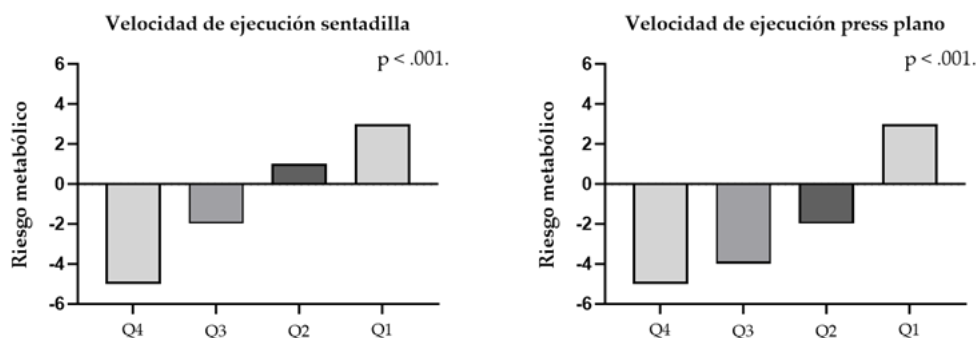 Velocidad de ejecución sentadilla
p < .001.
Riesgo metabólico
6
4
2
0
-2
-4
-6
Q4 Q3 Q2 Q1
Velocidad de ejecución press plano
p < .001.
Riesgo metabólico
6
4
2
0
-2
-4
-6
Q4 Q3 Q2 Q1